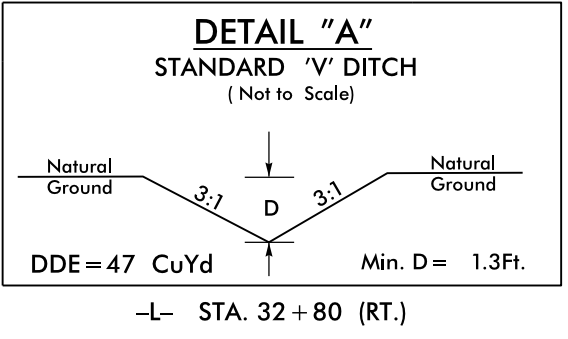 DETAIL "A"
STANDARD 'V' DITCH
( Not to Scale)
Natural
Ground
3:1
D
3:1
Natural
Ground
DDE = 47 CuYd
Min. D = 1.3Ft.
-L- STA. 32 + 80 (RT.)